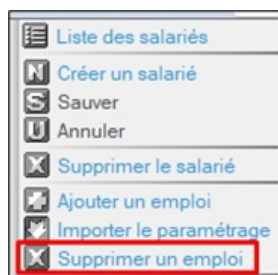 Liste des salariés
N Créer un salarié
S Sauver
U Annuler
X Supprimer le salarié
Ajouter un emploi
Importer le paramétrage
X Supprimer un emploi